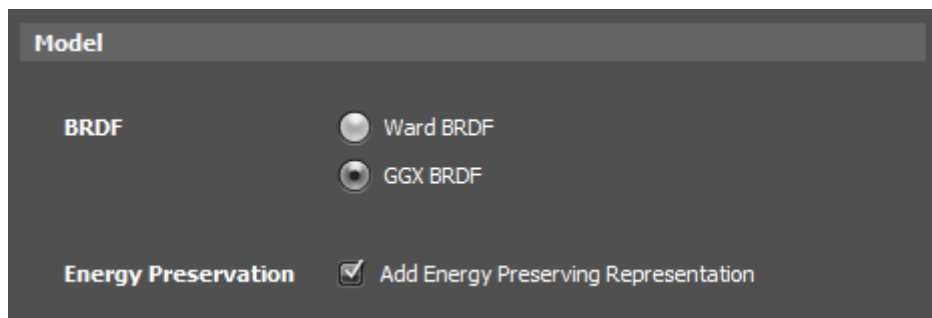 Model
BRDF Ward BRDF
GGX BRDF
Energy Preservation Add Energy Preserving Representation